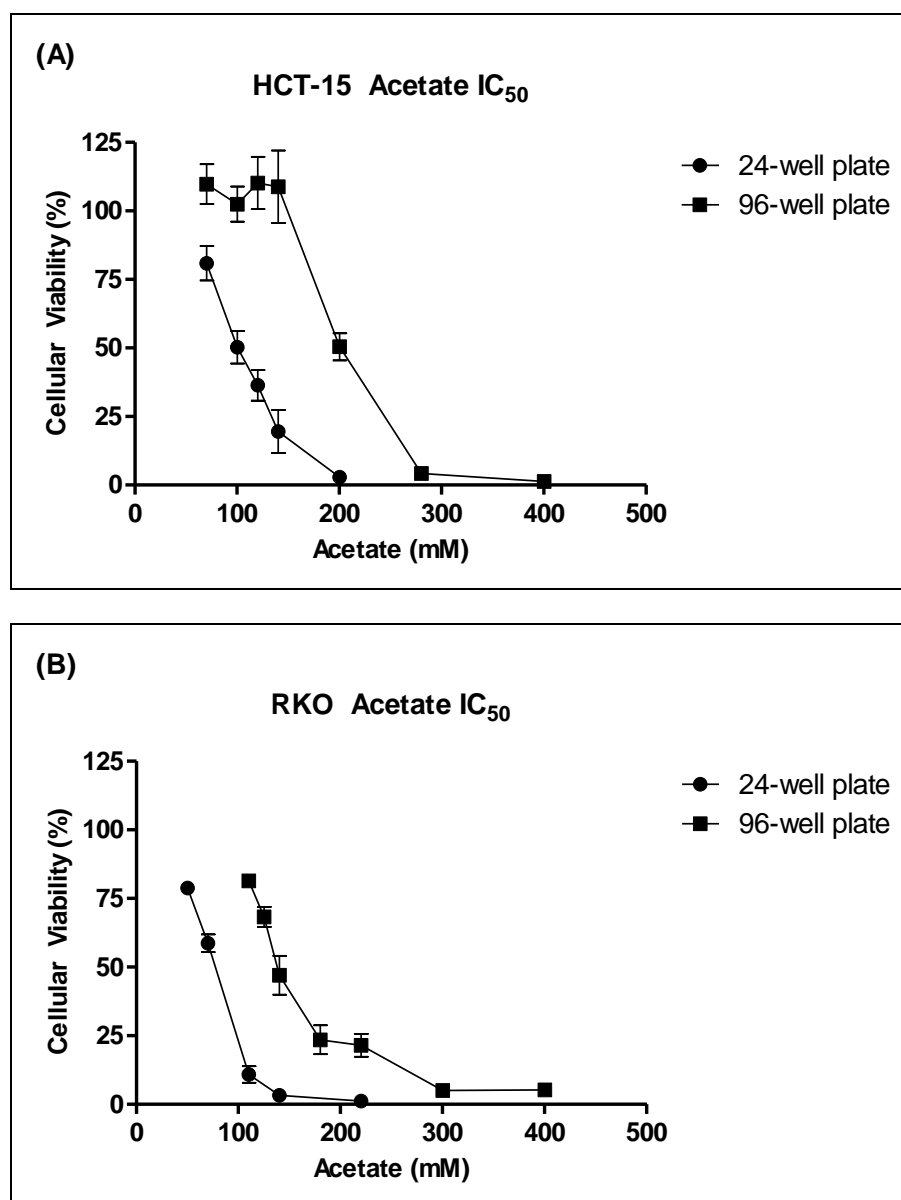 (A)
HCT-15 Acetate IC50
125
100
75
50
25
0
Cellular Viability (%)
0 100 200 300 400 500
Acetate (mM)
24-well plate
96-well plate
(B)
RKO Acetate IC50
125
100
75
50
25
0
Cellular Viability (%)
0 100 200 300 400 500
Acetate (mM)
24-well plate
96-well plate